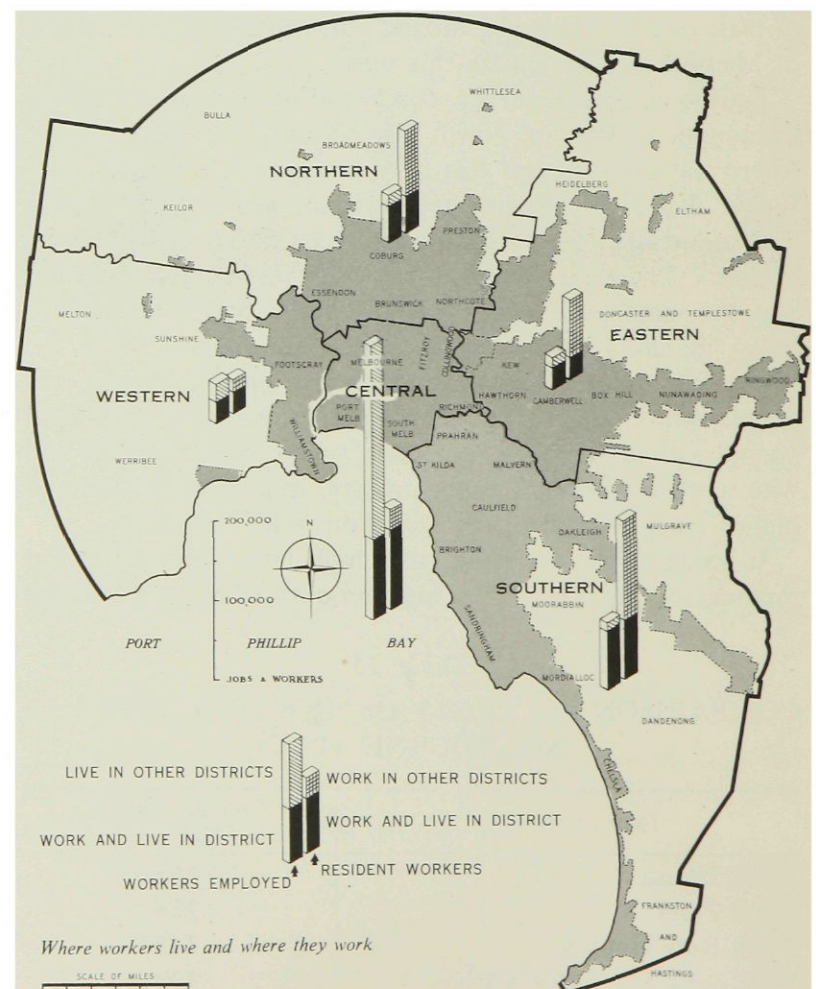 WHITTLESEA
BULLA
BROADMEADOWS
NORTHERN
HEIDELBERG
KEILOR
ELTHAM
PRESTON
COBURG
ESSENDON
BRUNSWICK
NORTHCOTE
MELTON
DONCASTER AND TEMPLESTOWE
EASTERN
SUNSHINE
FOOTSCRAY
MELBOURNE
FITZROY
COLLINGWOOD
KEW
RINGWOOD
WESTERN
CENTRAL
HAWTHORN
CAMBERWELL
BOX HILL
NUNAWADING
PORT
MELB
RICHMOND
SOUTH
MELB
PRAHRAN
WILLIAMSTOWN
WERRIBEE
ST KILDA
MALVERN
CAULFIELD
200,000
N
OAKLEIGH
MULGRAVE
BRIGHTON
SOUTHERN
100,000
MOORABBIN
SANDRINGHAM
PORT PHILLIP BAY
JOBS & WORKERS
MORDIALLOC
DANDENONG
CHELSEA
LIVE IN OTHER DISTRICTS
WORK IN OTHER DISTRICTS
WORK AND LIVE IN DISTRICT
WORK AND LIVE IN DISTRICT
RESIDENT WORKERS
WORKERS EMPLOYED
FRANKSTON
AND
HASTINGS
Where workers live and where they work
SCALE OF MILES